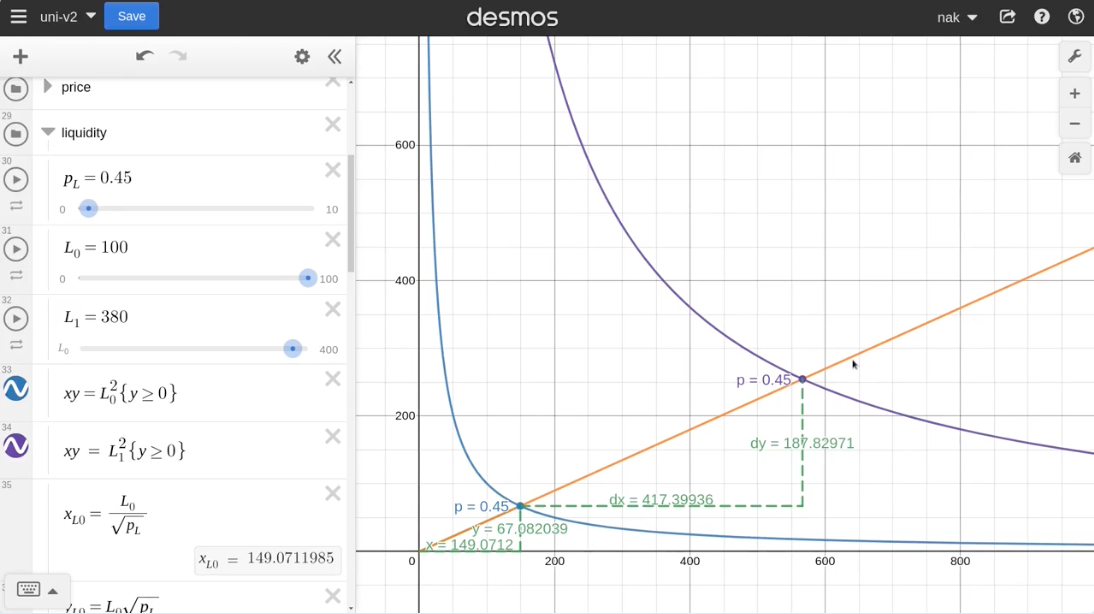 uni-v2 Save desmos nak
price
29
liquidity
30
p_L = 0.45
0 10
31
L_0 = 100
0 100
32
L_1 = 380
L_0 400
33
xy = L_0^2 {y ≥ 0}
34
xy = L_1^2 {y ≥ 0}
35
x_{L0} = \frac{L_0}{\sqrt{p_L}}
x_{L0} = 149.0711985
y_{L0} = L_0 \sqrt{p_L}
600
400
200
0 200 400 600 800
p = 0.45
dy = 187.82971
p = 0.45
dx = 417.39936
y = 67.082039
x = 149.0712